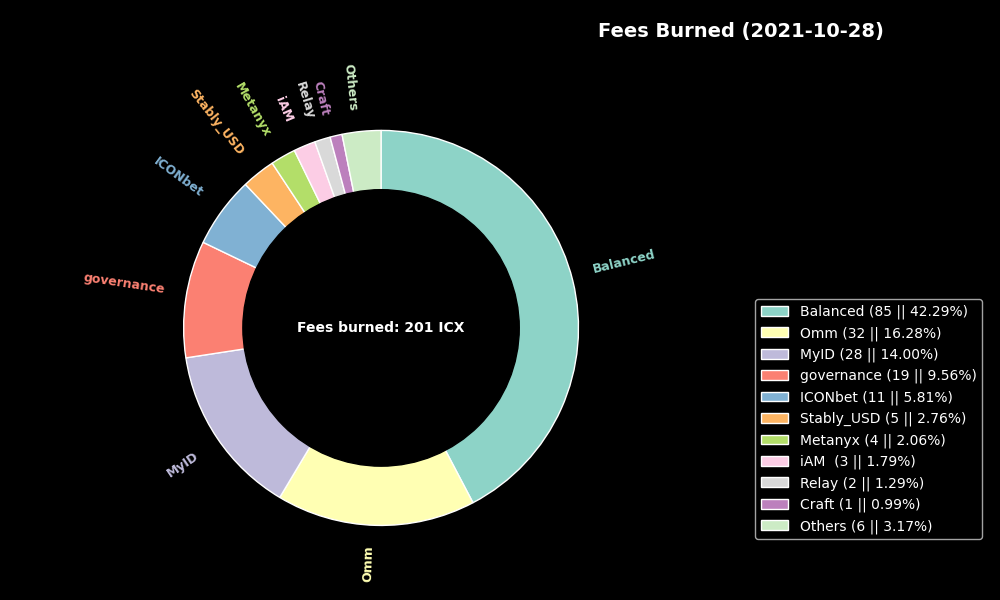 Fees Burned (2021-10-28)
Others
Craft
Relay
iAM
Metanyx
Stably_USD
ICONbet
governance
MyID
Omm
Balanced
Fees burned: 201 ICX
Balanced (85 || 42.29%)
Omm (32 || 16.28%)
MyID (28 || 14.00%)
governance (19 || 9.56%)
ICONbet (11 || 5.81%)
Stably_USD (5 || 2.76%)
Metanyx (4 || 2.06%)
iAM  (3 || 1.79%)
Relay (2 || 1.29%)
Craft (1 || 0.99%)
Others (6 || 3.17%)